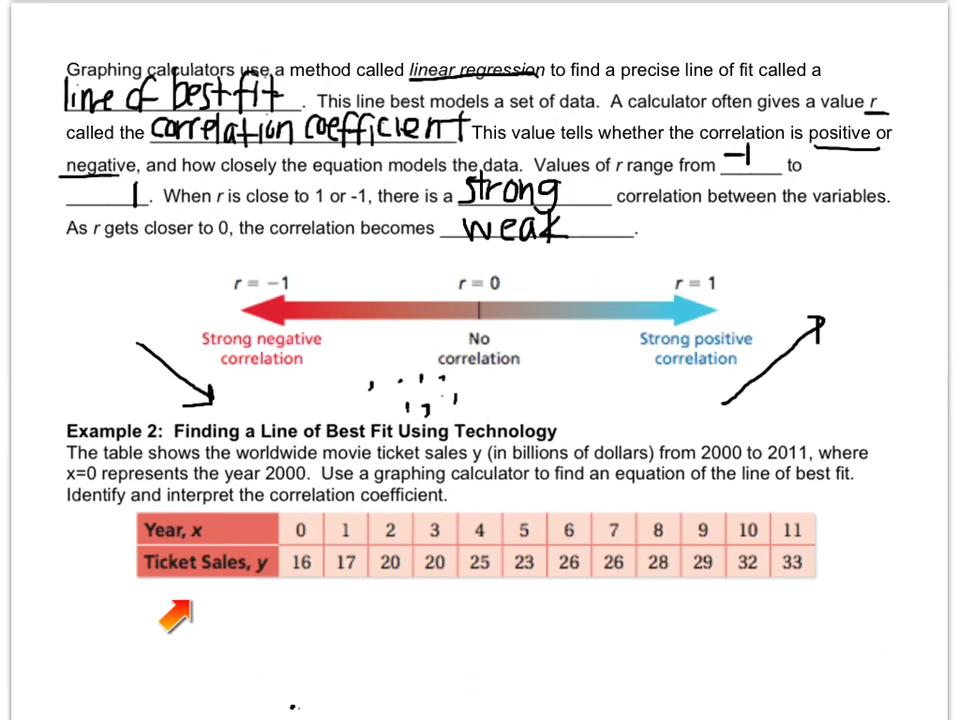 Graphing calculators use a method called linear regression to find a precise line of fit called a
line of best fit. This line best models a set of data. A calculator often gives a value r
called the correlation coefficient This value tells whether the correlation is positive or
negative, and how closely the equation models the data. Values of r range from -1 to
1. When r is close to 1 or -1, there is a strong correlation between the variables.
As r gets closer to 0, the correlation becomes weak.
r = −1 r = 0 r = 1
Strong negative No Strong positive
correlation correlation correlation
Example 2: Finding a Line of Best Fit Using Technology
The table shows the worldwide movie ticket sales y (in billions of dollars) from 2000 to 2011, where
x=0 represents the year 2000. Use a graphing calculator to find an equation of the line of best fit.
Identify and interpret the correlation coefficient.
Year, x 0 1 2 3 4 5 6 7 8 9 10 11
Ticket Sales, y 16 17 20 20 25 23 26 26 28 29 32 33